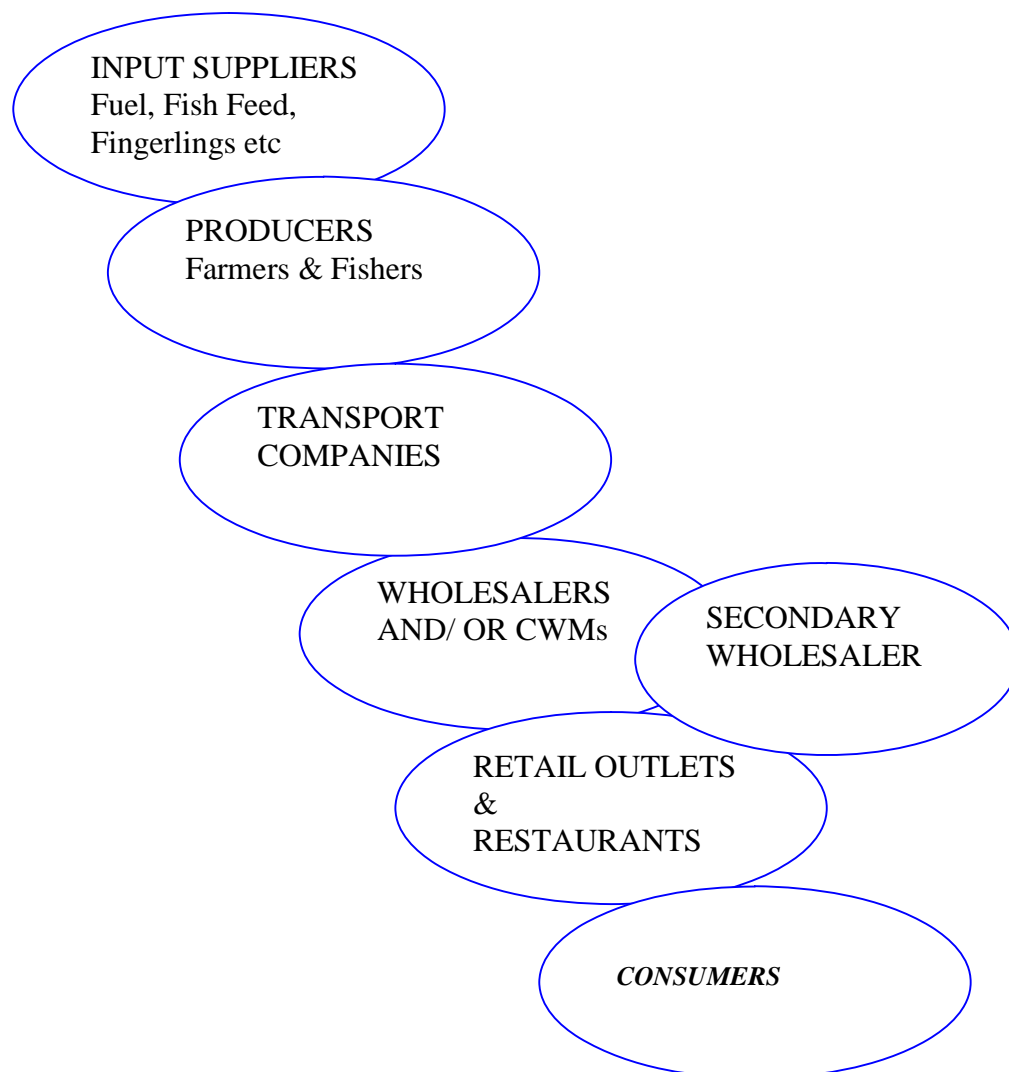 INPUT SUPPLIERS
Fuel, Fish Feed,
Fingerlings etc
PRODUCERS
Farmers & Fishers
TRANSPORT
COMPANIES
WHOLESALERS
AND/ OR CWMs
SECONDARY
WHOLESALER
RETAIL OUTLETS
&
RESTAURANTS
CONSUMERS